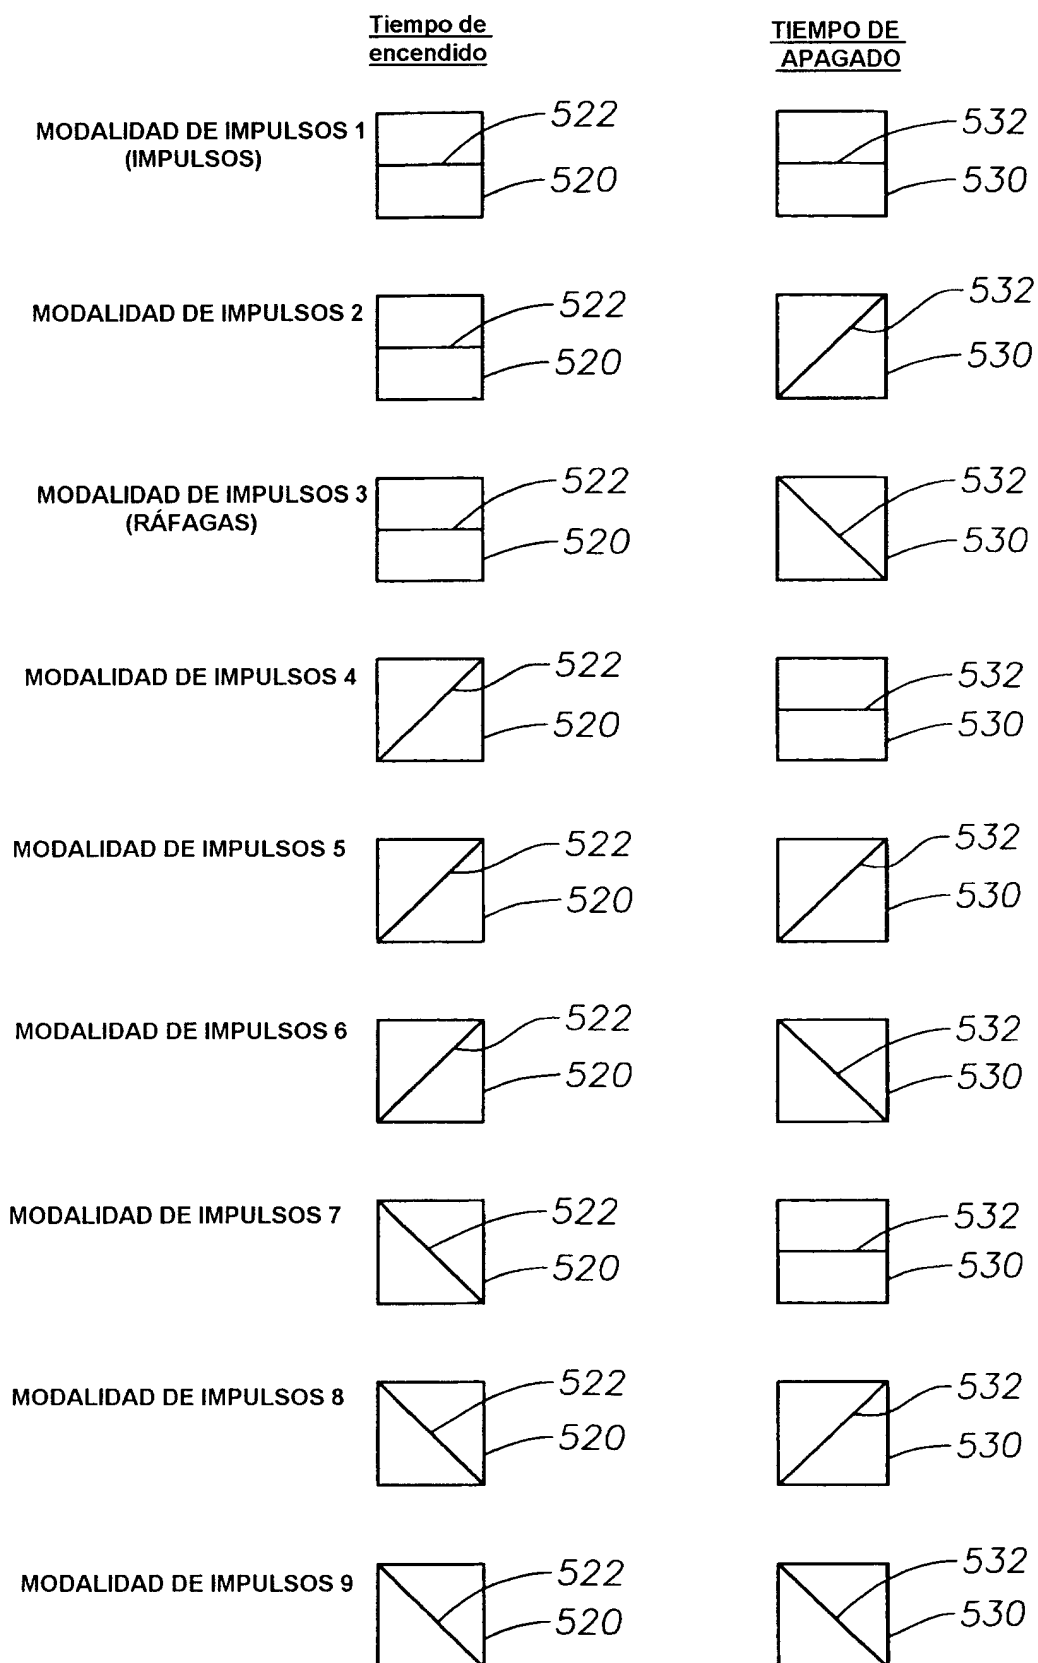 Tiempo de
encendido
TIEMPO DE
APAGADO
MODALIDAD DE IMPULSOS 1
(IMPULSOS)
522
520
532
530
MODALIDAD DE IMPULSOS 2
522
520
532
530
MODALIDAD DE IMPULSOS 3
(RÁFAGAS)
522
520
532
530
MODALIDAD DE IMPULSOS 4
522
520
532
530
MODALIDAD DE IMPULSOS 5
522
520
532
530
MODALIDAD DE IMPULSOS 6
522
520
532
530
MODALIDAD DE IMPULSOS 7
522
520
532
530
MODALIDAD DE IMPULSOS 8
522
520
532
530
MODALIDAD DE IMPULSOS 9
522
520
532
530